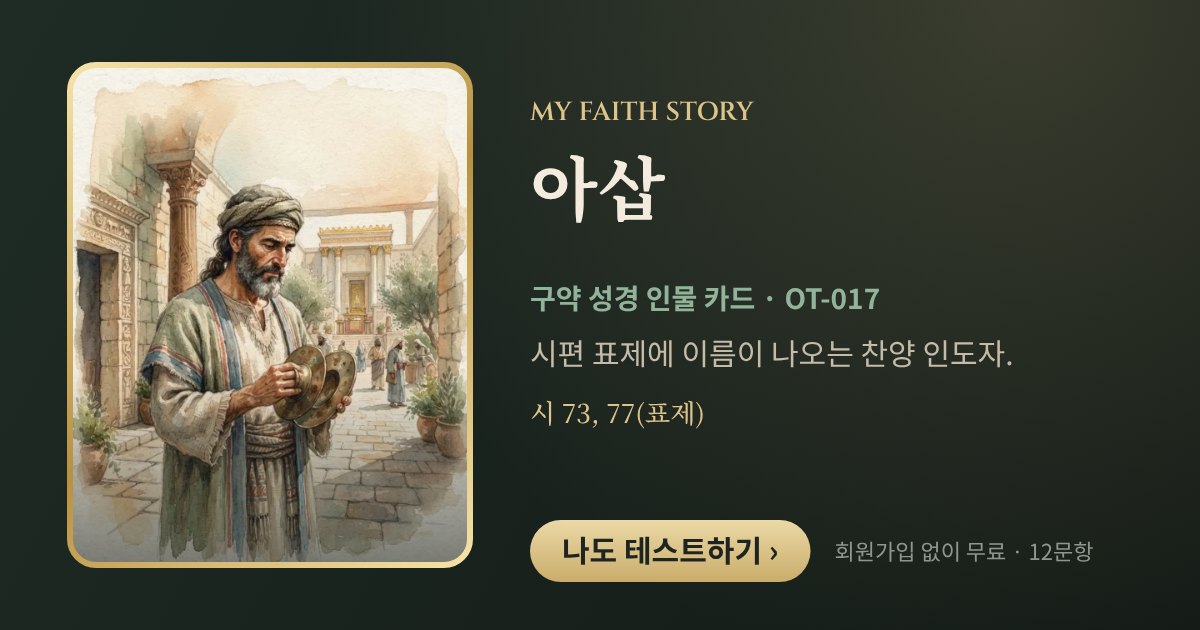 MY FAITH STORY
아삽
구약 성경 인물 카드 · OT-017
시편 표제에 이름이 나오는 찬양 인도자.
시 73, 77(표제)
나도 테스트하기 ›
회원가입 없이 무료 · 12문항